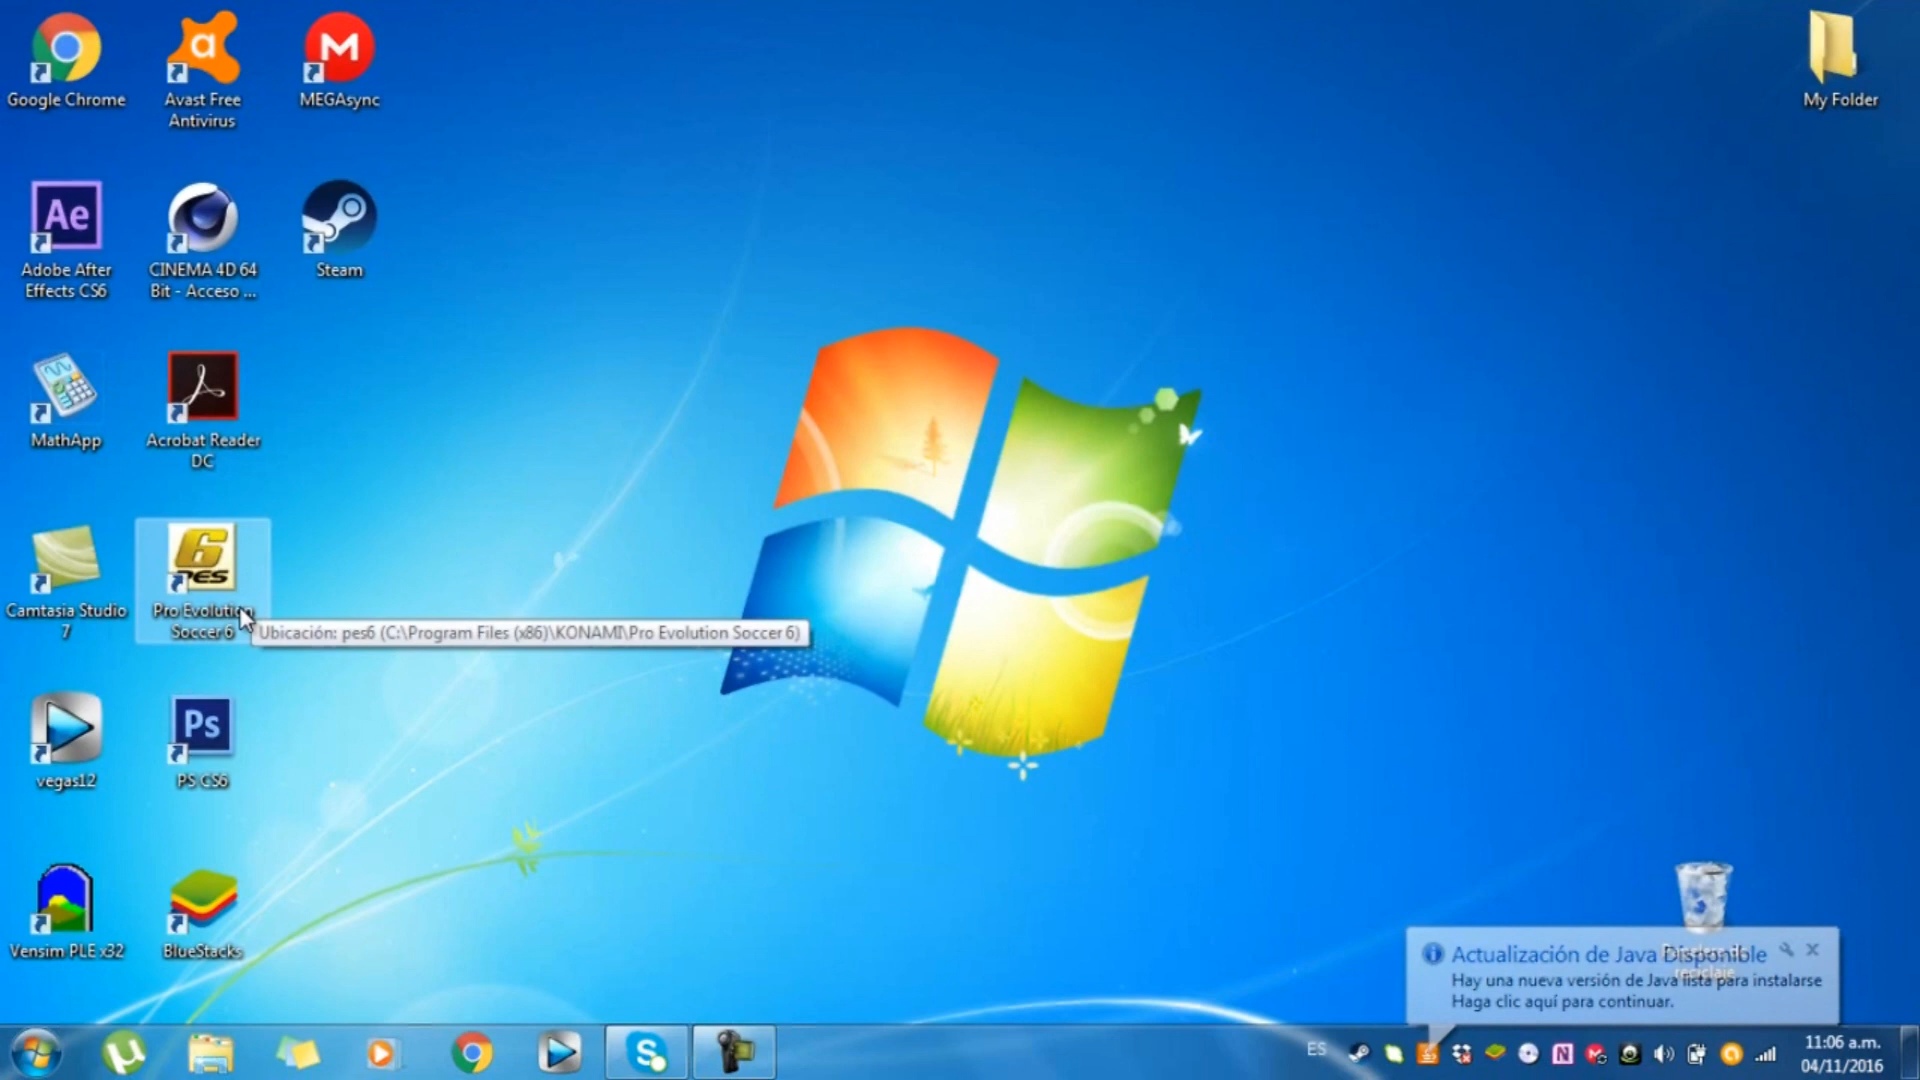 Google Chrome
Avast Free
Antivirus
MEGAsync
My Folder
Ae
Adobe After
Effects CS6
CINEMA 4D 64
Bit - Acceso ...
Steam
MathApp
Acrobat Reader
DC
Camtasia Studio
7
6
PES
Pro Evolution
Soccer 6
Ubicación: pes6 (C:\Program Files (x86)\KONAMI\Pro Evolution Soccer 6)
vegas12
Ps
PS CS6
Vensim PLE x32
BlueStacks
Actualización de Java Disponible
Hay una nueva versión de Java lista para instalarse
Haga clic aquí para continuar.
ES
11:06 a.m.
04/11/2016